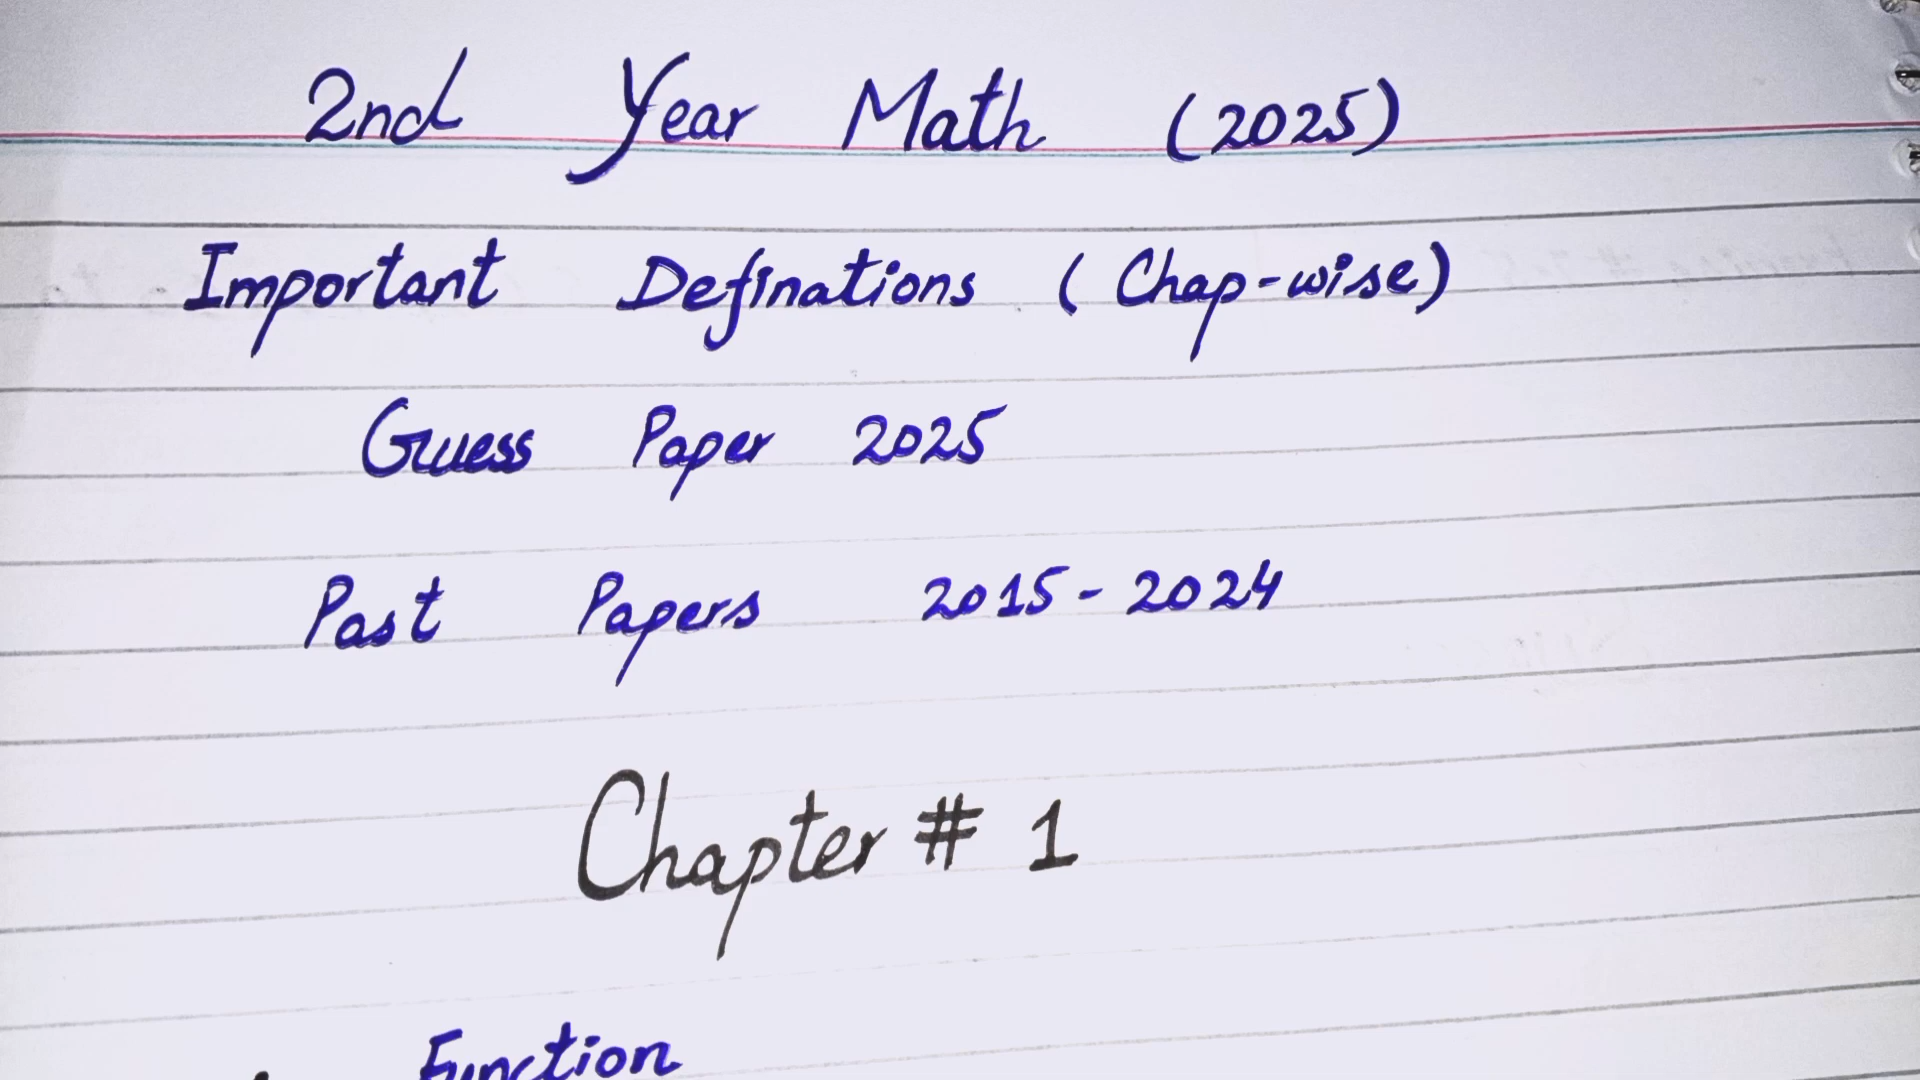 2nd Year Math (2025)
Important Definations (Chap-wise)
Guess Paper 2025
Past Papers 2015-2024
Chapter # 1
Function